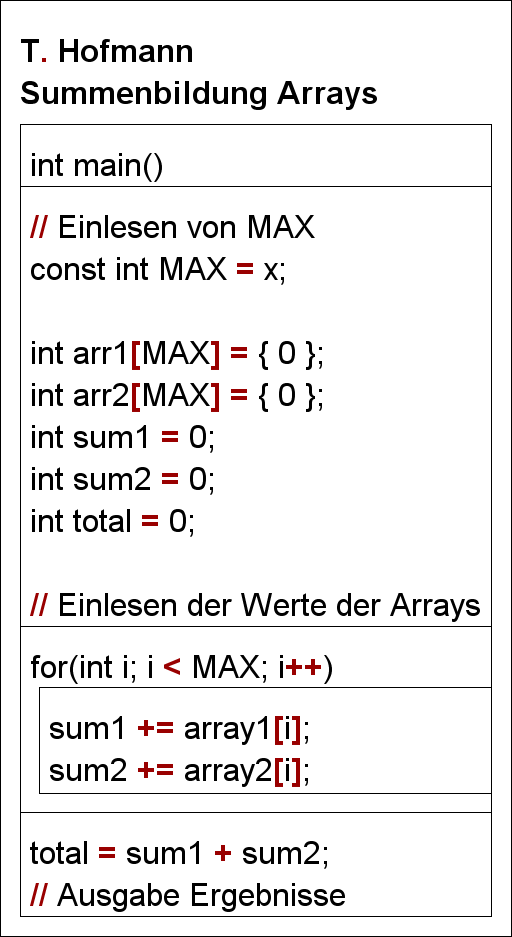 T. Hofmann
Summenbildung Arrays
int main()
// Einlesen von MAX
const int MAX = x;
int arr1[MAX] = { 0 };
int arr2[MAX] = { 0 };
int sum1 = 0;
int sum2 = 0;
int total = 0;
// Einlesen der Werte der Arrays
for(int i; i < MAX; i++)
sum1 += array1[i];
sum2 += array2[i];
total = sum1 + sum2;
// Ausgabe Ergebnisse